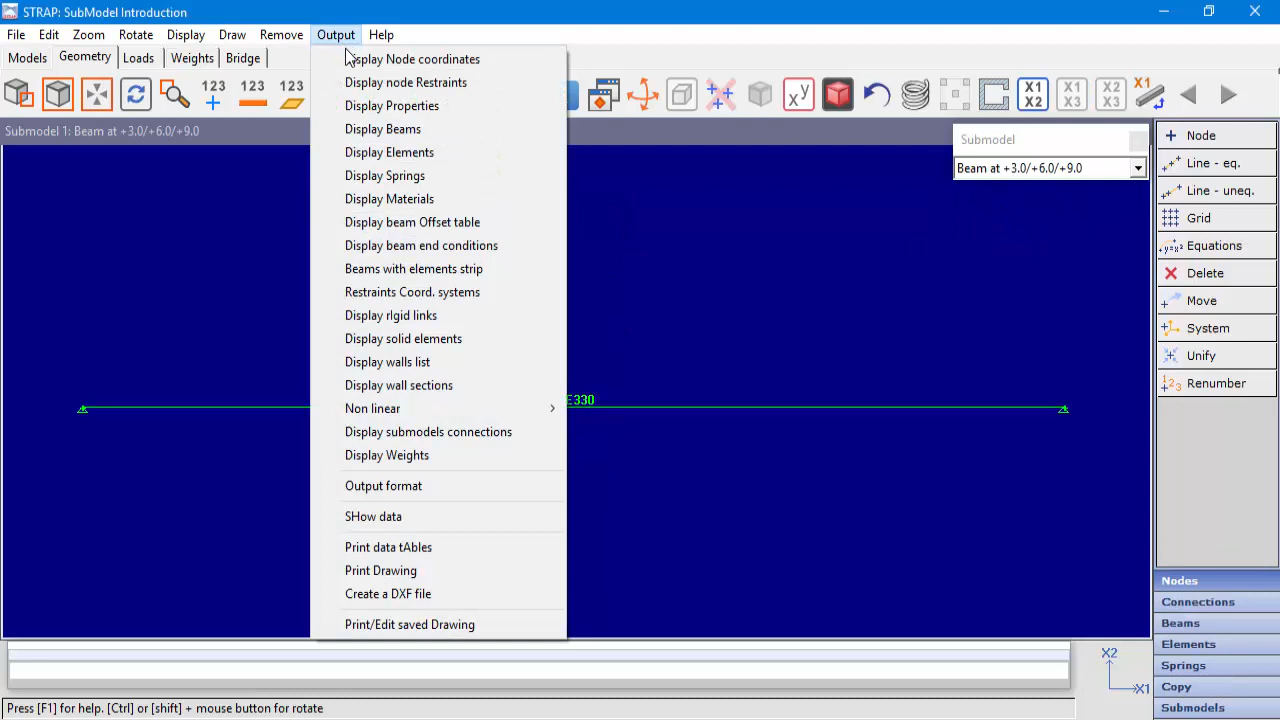 STRAP: SubModel Introduction
File Edit Zoom Rotate Display Draw Remove Output Help
Models Geometry Loads Weights Bridge
123 123 123 xy X1 X2 X1 X3 X2 X3 X1
Submodel 1: Beam at +3.0/+6.0/+9.0
Submodel
Beam at +3.0/+6.0/+9.0
Display Node coordinates
Display node Restraints
Display Properties
Display Beams
Display Elements
Display Springs
Display Materials
Display beam Offset table
Display beam end conditions
Beams with elements strip
Restraints Coord. systems
Display rIgid links
Display solid elements
Display walls list
Display wall sections
Non linear
Display submodels connections
Display Weights
Output format
SHow data
Print data tAbles
Print Drawing
Create a DXF file
Print/Edit saved Drawing
E330
Node
Line - eq.
Line - uneq.
Grid
y=x² Equations
Delete
Move
System
Unify
123 Renumber
Nodes
Connections
Beams
Elements
Springs
Copy
Submodels
X2
X1
Press [F1] for help. [Ctrl] or [shift] + mouse button for rotate